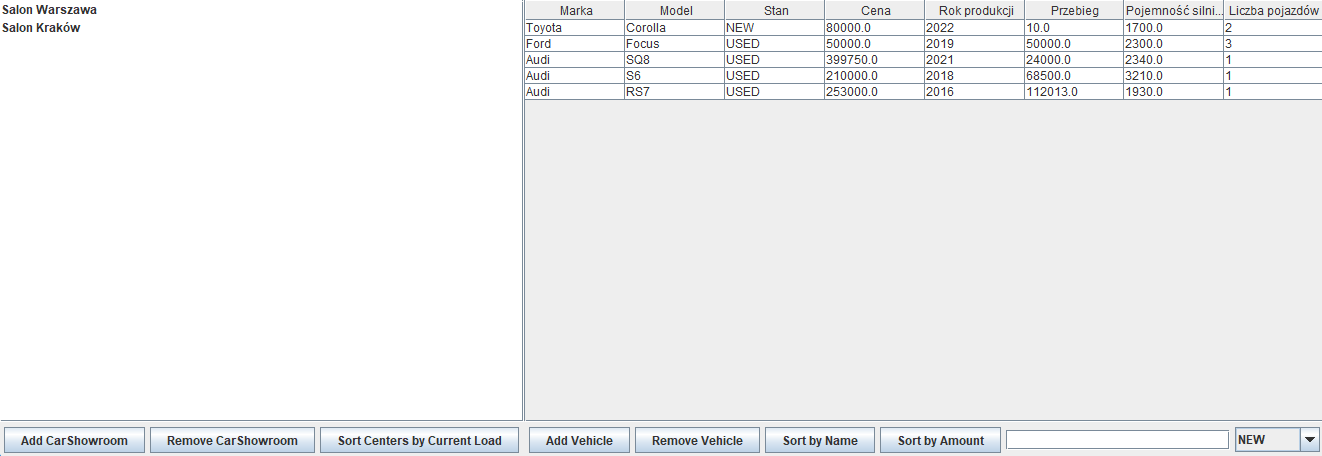 Salon Warszawa
Salon Kraków
Marka Model Stan Cena Rok produkcji Przebieg Pojemność silni... Liczba pojazdów
Toyota Corolla NEW 80000.0 2022 10.0 1700.0 2
Ford Focus USED 50000.0 2019 50000.0 2300.0 3
Audi SQ8 USED 399750.0 2021 24000.0 2340.0 1
Audi S6 USED 210000.0 2018 68500.0 3210.0 1
Audi RS7 USED 253000.0 2016 112013.0 1930.0 1
Add CarShowroom Remove CarShowroom Sort Centers by Current Load Add Vehicle Remove Vehicle Sort by Name Sort by Amount NEW